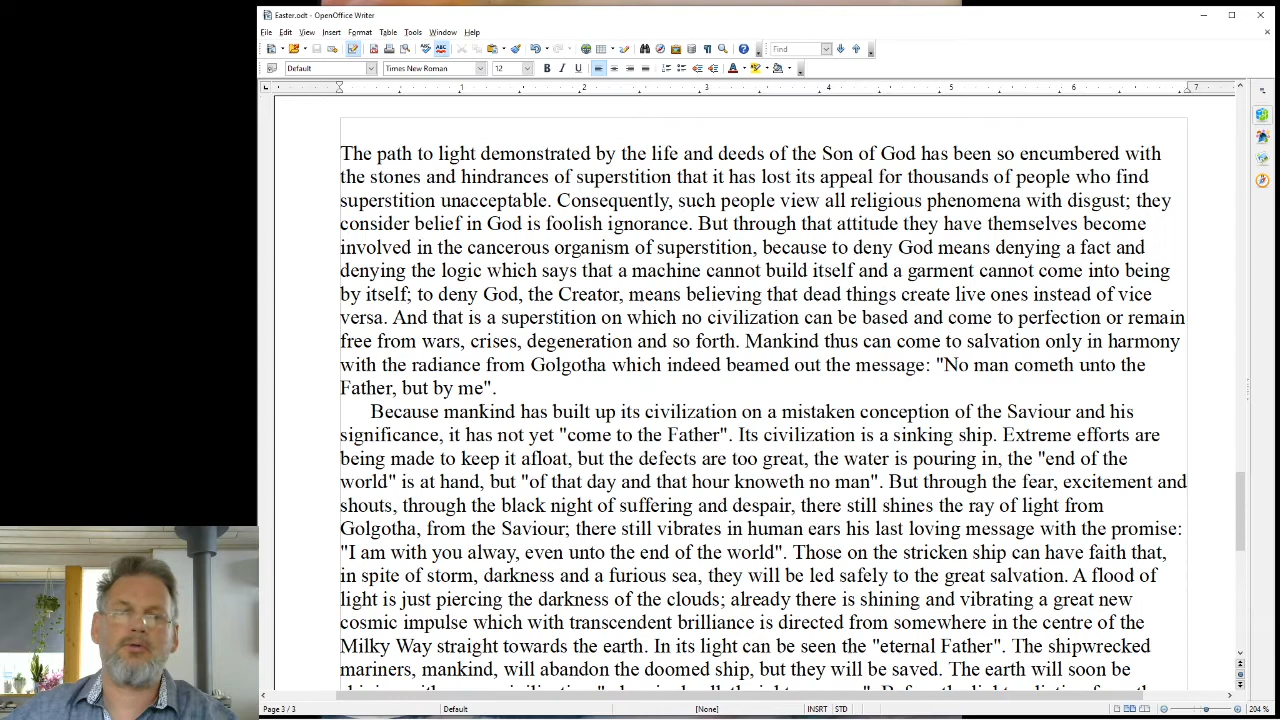 Easter.odt - OpenOffice Writer
File Edit View Insert Format Table Tools Window Help
Find
Default Times New Roman 12
1 2 3 4 5 6 7
The path to light demonstrated by the life and deeds of the Son of God has been so encumbered with
the stones and hindrances of superstition that it has lost its appeal for thousands of people who find
superstition unacceptable. Consequently, such people view all religious phenomena with disgust; they
consider belief in God is foolish ignorance. But through that attitude they have themselves become
involved in the cancerous organism of superstition, because to deny God means denying a fact and
denying the logic which says that a machine cannot build itself and a garment cannot come into being
by itself; to deny God, the Creator, means believing that dead things create live ones instead of vice
versa. And that is a superstition on which no civilization can be based and come to perfection or remain
free from wars, crises, degeneration and so forth. Mankind thus can come to salvation only in harmony
with the radiance from Golgotha which indeed beamed out the message: "No man cometh unto the
Father, but by me".
Because mankind has built up its civilization on a mistaken conception of the Saviour and his
significance, it has not yet "come to the Father". Its civilization is a sinking ship. Extreme efforts are
being made to keep it afloat, but the defects are too great, the water is pouring in, the "end of the
world" is at hand, but "of that day and that hour knoweth no man". But through the fear, excitement and
shouts, through the black night of suffering and despair, there still shines the ray of light from
Golgotha, from the Saviour; there still vibrates in human ears his last loving message with the promise:
"I am with you alway, even unto the end of the world". Those on the stricken ship can have faith that,
in spite of storm, darkness and a furious sea, they will be led safely to the great salvation. A flood of
light is just piercing the darkness of the clouds; already there is shining and vibrating a great new
cosmic impulse which with transcendent brilliance is directed from somewhere in the centre of the
Milky Way straight towards the earth. In its light can be seen the "eternal Father". The shipwrecked
mariners, mankind, will abandon the doomed ship, but they will be saved. The earth will soon be
Page 3 / 3 Default [None] INSRT STD 204 %